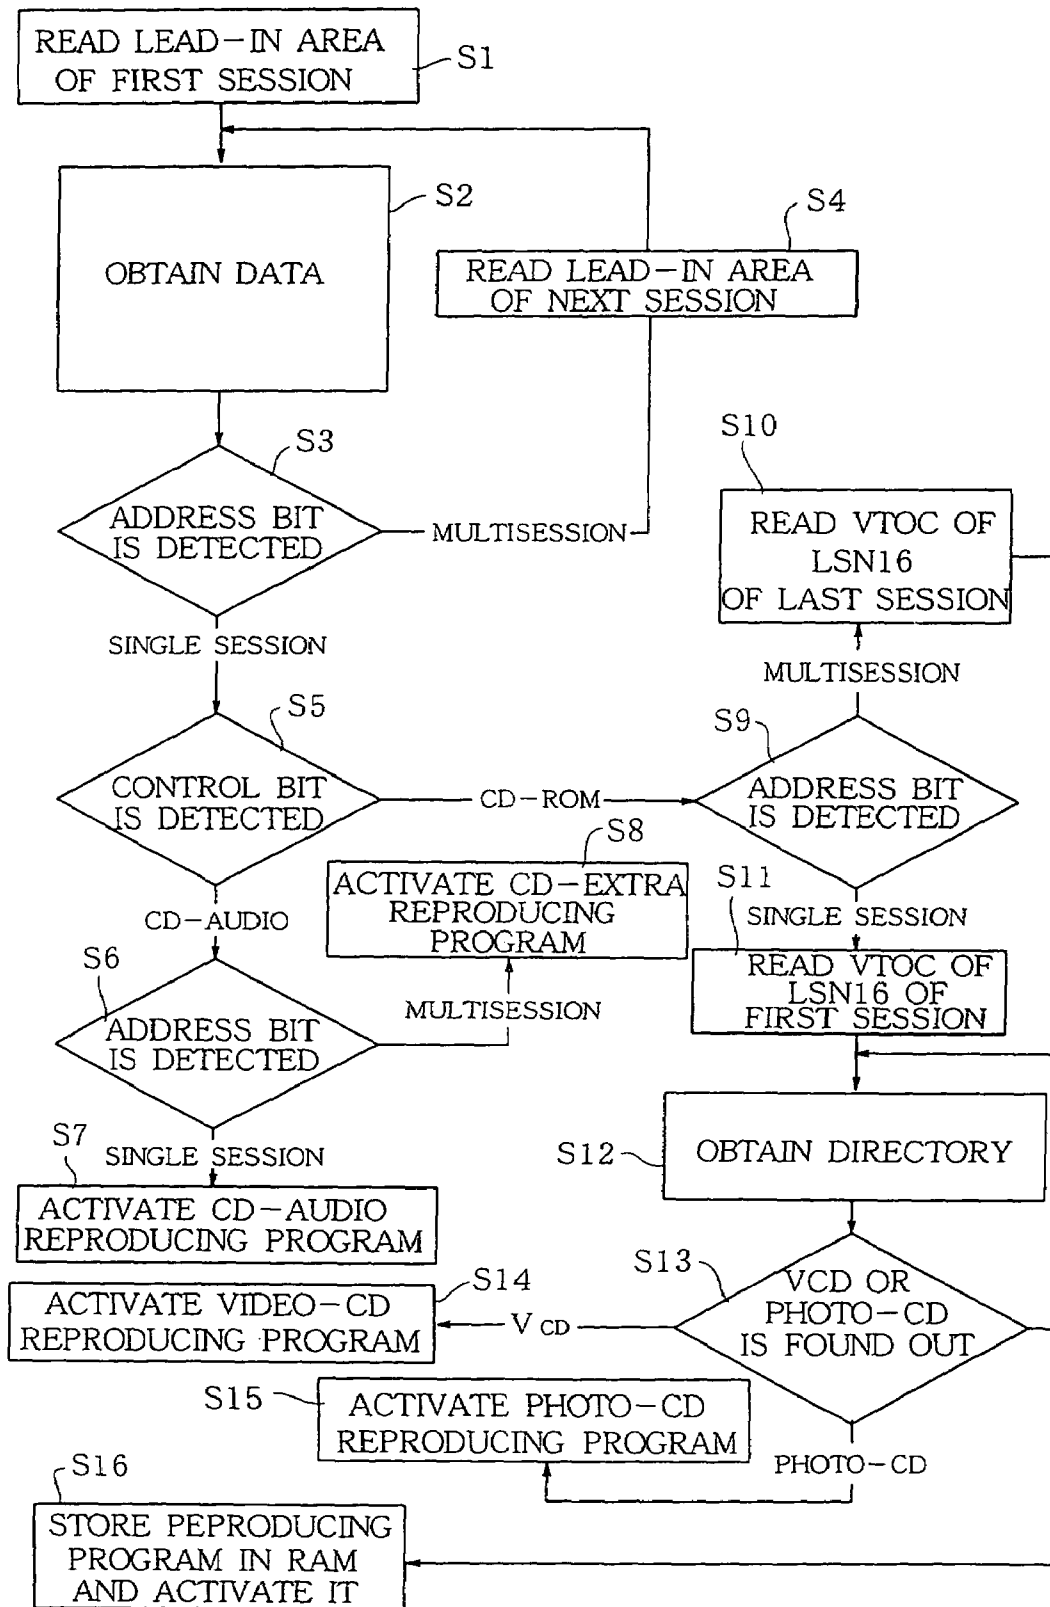 READ LEAD-IN AREA
OF FIRST SESSION
S1
OBTAIN DATA
S2
S4
READ LEAD-IN AREA
OF NEXT SESSION
S3
ADDRESS BIT
IS DETECTED
MULTISESSION
SINGLE SESSION
S10
READ VTOC OF
LSN16
OF LAST SESSION
MULTISESSION
S5
CONTROL BIT
IS DETECTED
CD-ROM
S9
ADDRESS BIT
IS DETECTED
CD-AUDIO
S8
ACTIVATE CD-EXTRA
REPRODUCING
PROGRAM
SINGLE SESSION
S11
READ VTOC OF
LSN16 OF
FIRST SESSION
S6
ADDRESS BIT
IS DETECTED
MULTISESSION
SINGLE SESSION
S7
ACTIVATE CD-AUDIO
REPRODUCING PROGRAM
S12
OBTAIN DIRECTORY
S13
VCD OR
PHOTO-CD
IS FOUND OUT
VCD
S14
ACTIVATE VIDEO-CD
REPRODUCING PROGRAM
S15
ACTIVATE PHOTO-CD
REPRODUCING PROGRAM
PHOTO-CD
S16
STORE PEPRODUCING
PROGRAM IN RAM
AND ACTIVATE IT